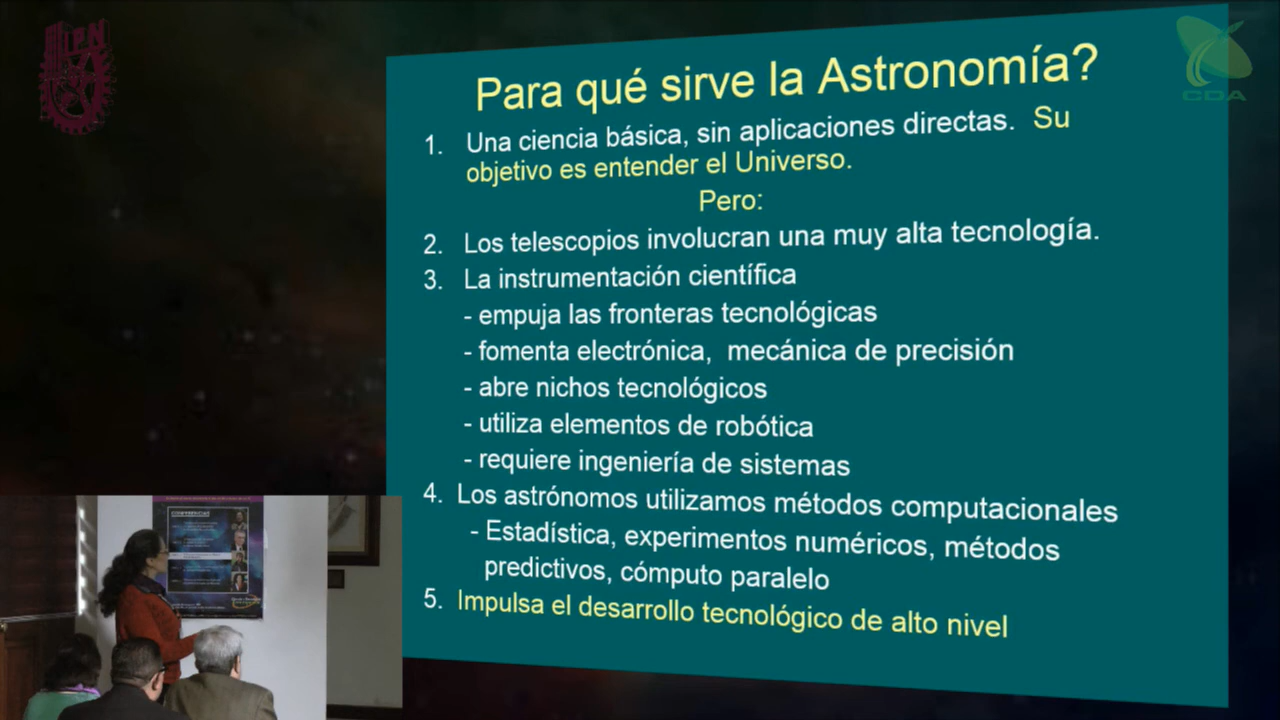 IPN
CDA
Para qué sirve la Astronomía?
1. Una ciencia básica, sin aplicaciones directas. Su
objetivo es entender el Universo.
Pero:
2. Los telescopios involucran una muy alta tecnología.
3. La instrumentación científica
- empuja las fronteras tecnológicas
- fomenta electrónica, mecánica de precisión
- abre nichos tecnológicos
- utiliza elementos de robótica
- requiere ingeniería de sistemas
4. Los astrónomos utilizamos métodos computacionales
- Estadística, experimentos numéricos, métodos
predictivos, cómputo paralelo
5. Impulsa el desarrollo tecnológico de alto nivel
CONFERENCIAS